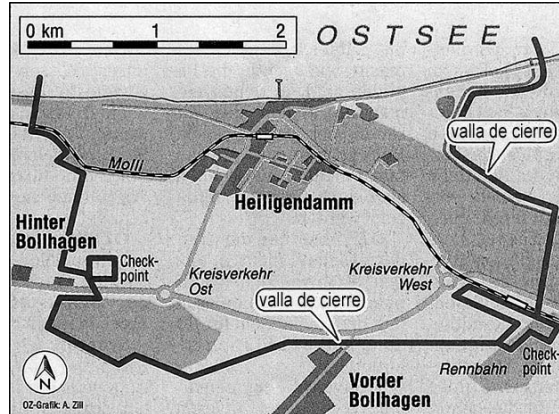 0 km 1 2
OSTSEE
valla de cierre
Molli
Heiligendamm
Hinter
Bollhagen
Check-
point
Kreisverkehr
Ost
Kreisverkehr
West
valla de cierre
Rennbahn
Check-
point
Vorder
Bollhagen
N
OZ-Grafik: A. Zill